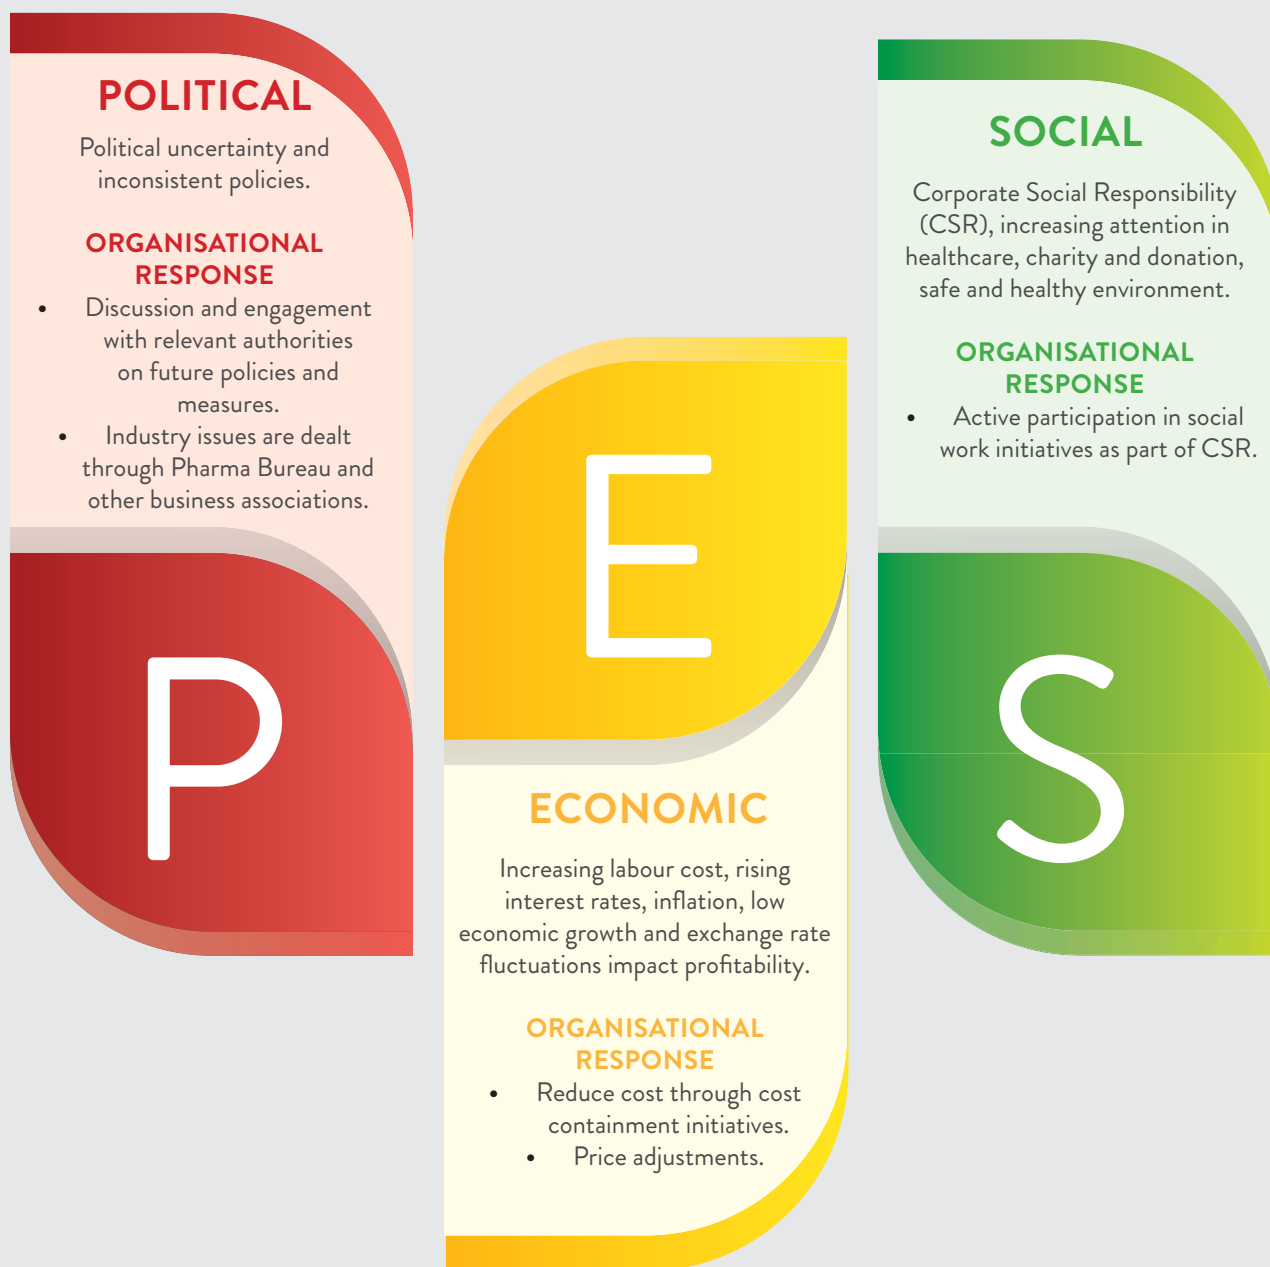 POLITICAL
Political uncertainty and
inconsistent policies.
ORGANISATIONAL
RESPONSE
• Discussion and engagement
with relevant authorities
on future policies and
measures.
• Industry issues are dealt
through Pharma Bureau and
other business associations.
P
E
ECONOMIC
Increasing labour cost, rising
interest rates, inflation, low
economic growth and exchange rate
fluctuations impact profitability.
ORGANISATIONAL
RESPONSE
• Reduce cost through cost
containment initiatives.
• Price adjustments.
SOCIAL
Corporate Social Responsibility
(CSR), increasing attention in
healthcare, charity and donation,
safe and healthy environment.
ORGANISATIONAL
RESPONSE
• Active participation in social
work initiatives as part of CSR.
S